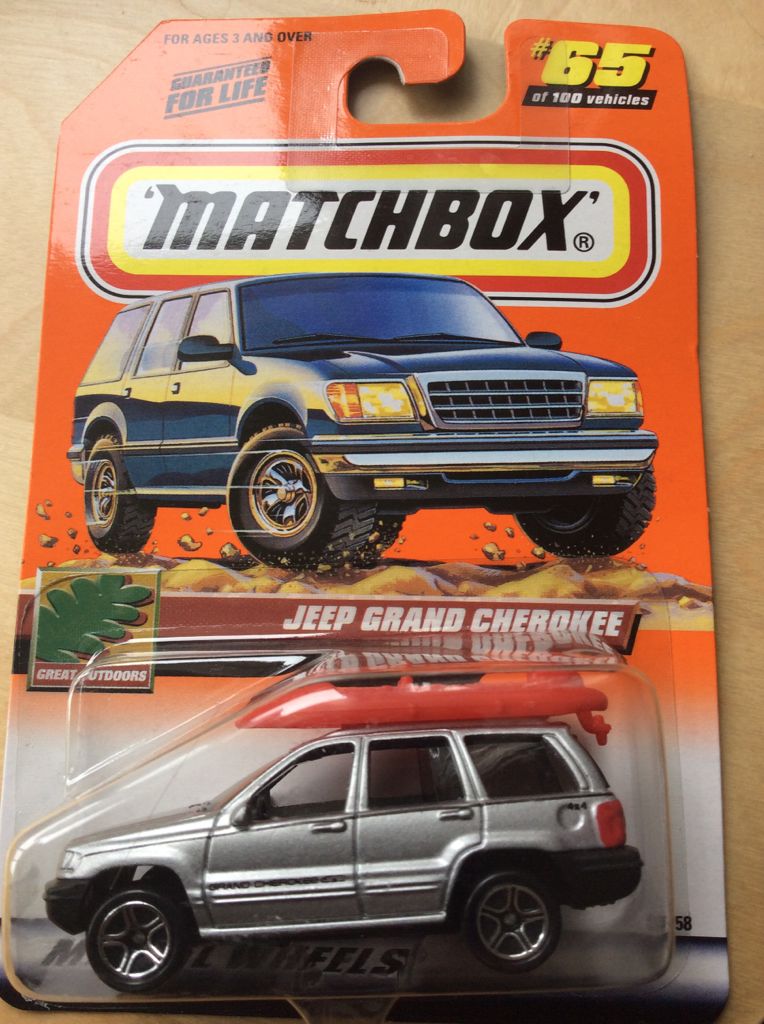 FOR AGES 3 AND OVER
GUARANTEED
FOR LIFE
#65
of 100 vehicles
'MATCHBOX'®
JEEP GRAND CHEROKEE
GREAT OUTDOORS
4x4
GRAND CHEROKEE
58
WHEELS